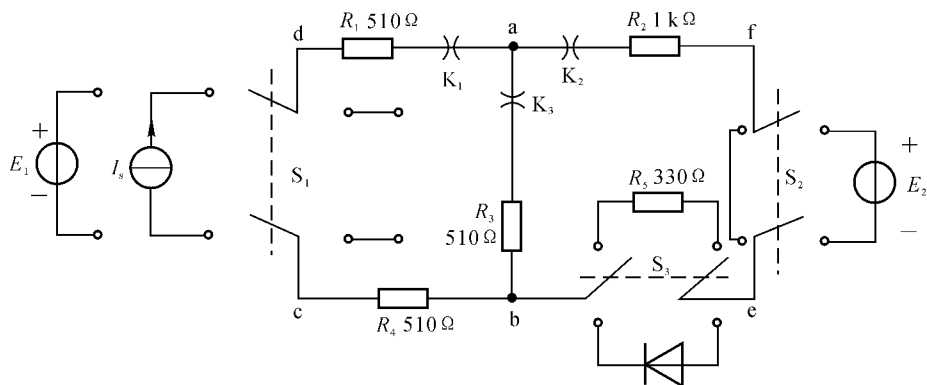 R₁ 510 Ω
a
R₂ 1 kΩ
d
f
K₁
K₂
K₃
+
E₁
−
Iₛ
S₁
R₃
510 Ω
R₅ 330 Ω
S₂
+
E₂
−
S₃
c
R₄ 510 Ω
b
e